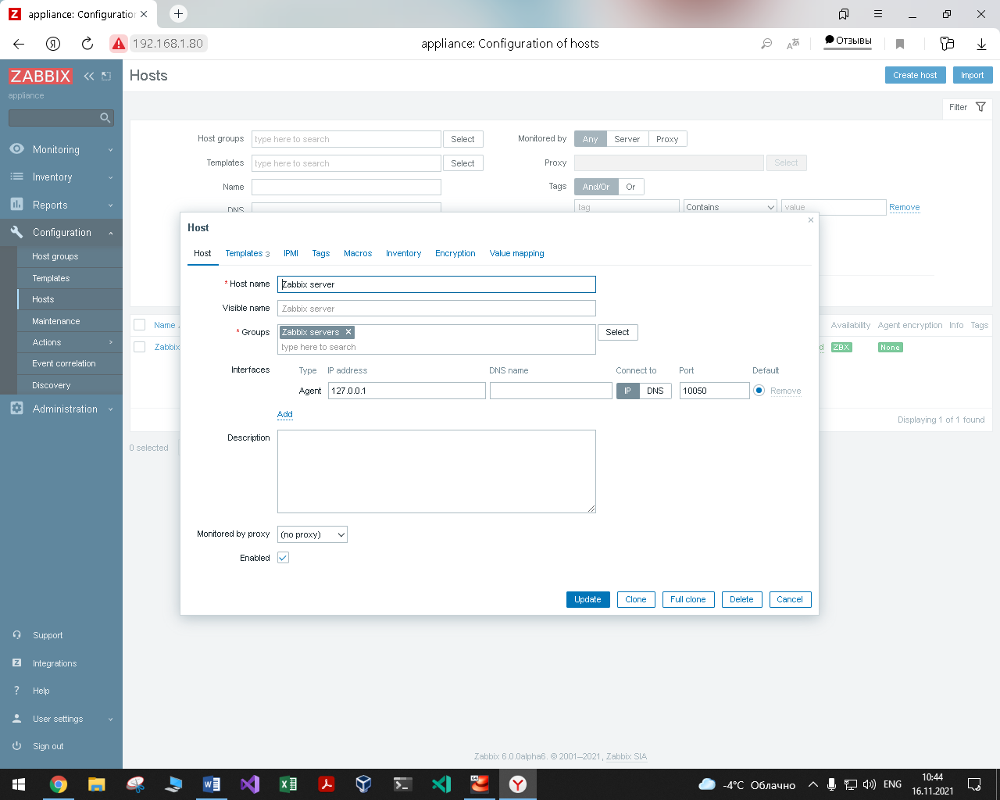 appliance: Configuration
192.168.1.80
appliance: Configuration of hosts
Отзывы
ZABBIX
appliance
Monitoring
Inventory
Reports
Configuration
Host groups
Templates
Hosts
Maintenance
Actions
Event correlation
Discovery
Administration
Support
Integrations
Help
User settings
Sign out
Hosts
Create host
Import
Filter
Host groups type here to search Select
Monitored by Any Server Proxy
Templates type here to search Select
Proxy Select
Name
Tags And/Or Or
DNS
tag Contains value Remove
Name
Availability Agent encryption Info Tags
Zabbix
d ZBX None
Displaying 1 of 1 found
0 selected
Host
Host Templates 3 IPMI Tags Macros Inventory Encryption Value mapping
* Host name Zabbix server
Visible name Zabbix server
* Groups Zabbix servers Select
type here to search
Interfaces Type IP address DNS name Connect to Port Default
Agent 127.0.0.1 IP DNS 10050 Remove
Add
Description
Monitored by proxy (no proxy)
Enabled
Update Clone Full clone Delete Cancel
Zabbix 6.0.0alpha6. © 2001–2021, Zabbix SIA
-4°C Облачно
ENG
10:44
16.11.2021